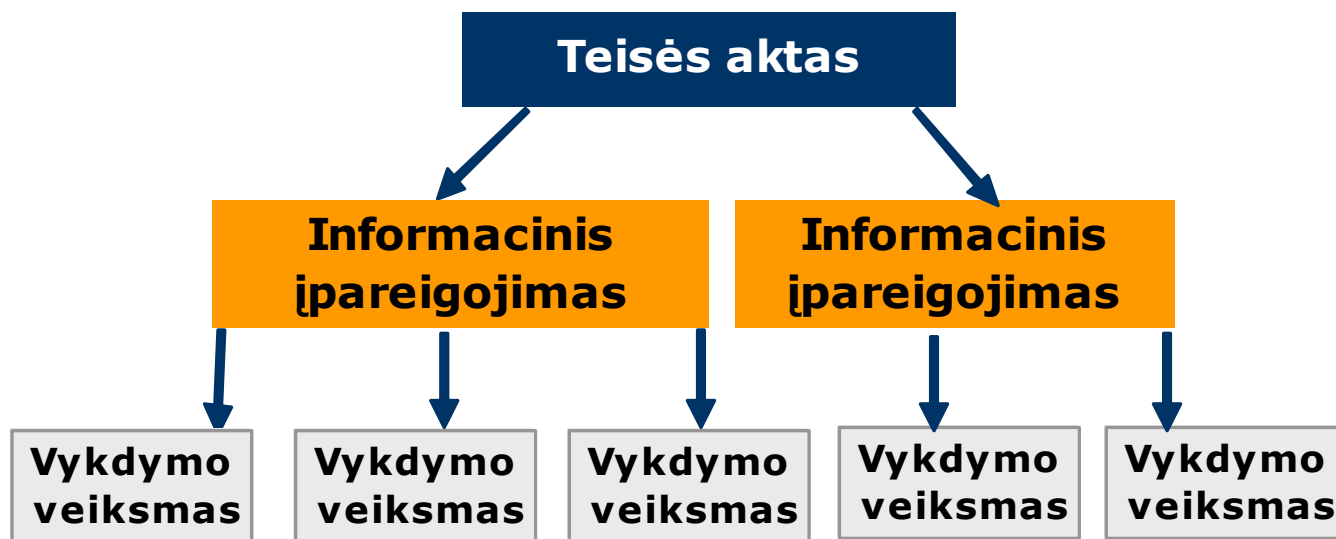 Teisės aktas
Informacinis
įpareigojimas
Informacinis
įpareigojimas
Vykdymo
veiksmas
Vykdymo
veiksmas
Vykdymo
veiksmas
Vykdymo
veiksmas
Vykdymo
veiksmas